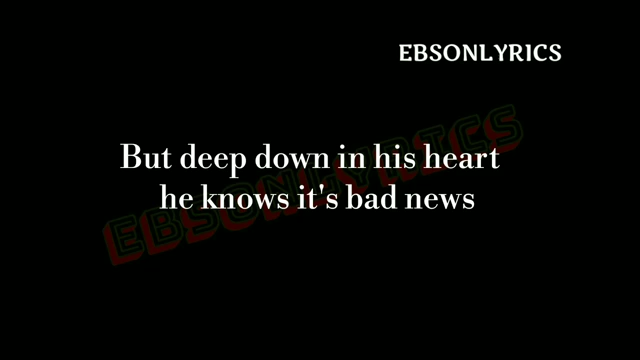 EBSONLYRICS
But deep down in his heart
he knows it's bad news
EBSONLYRICS